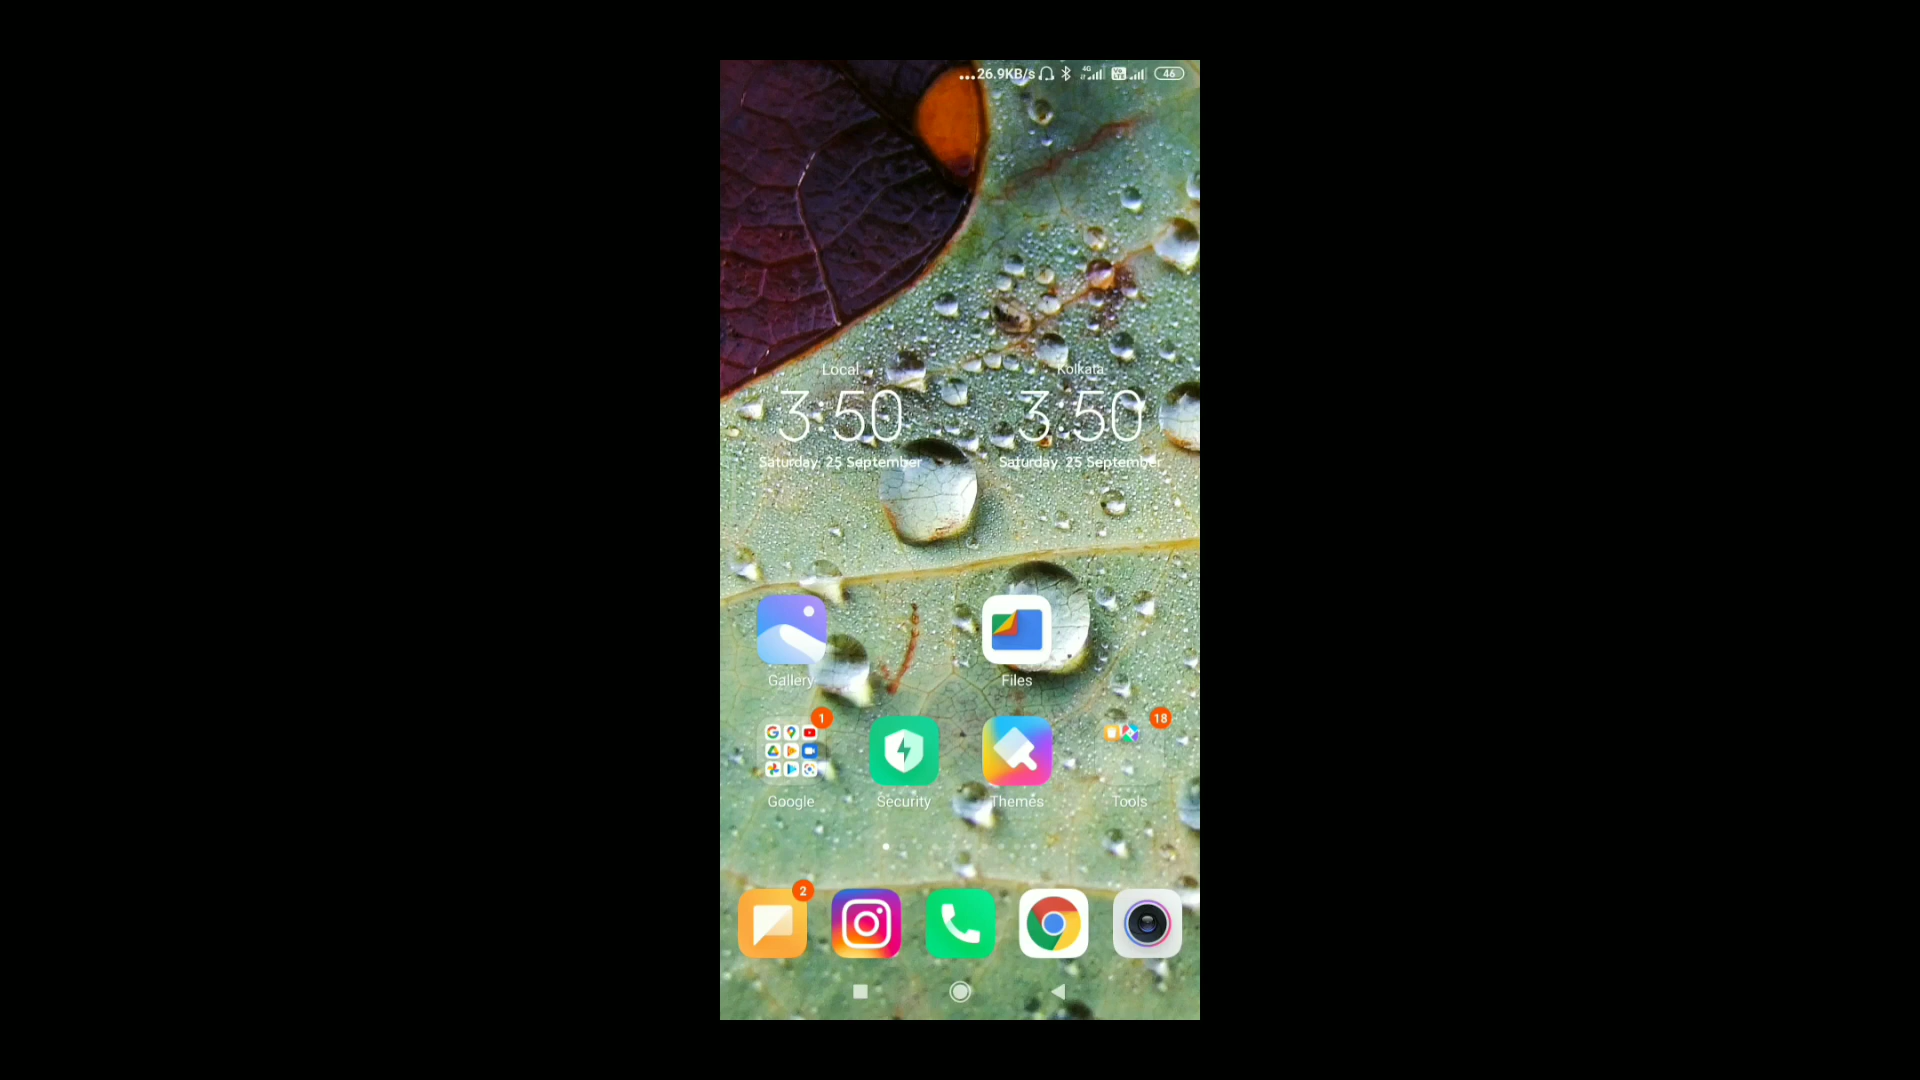 ...26.9KB/s 4G 46
Local
Kolkata
3:50
3:50
Saturday, 25 September
Saturday, 25 September
Gallery
Files
1
18
Google
Security
Themes
Tools
2